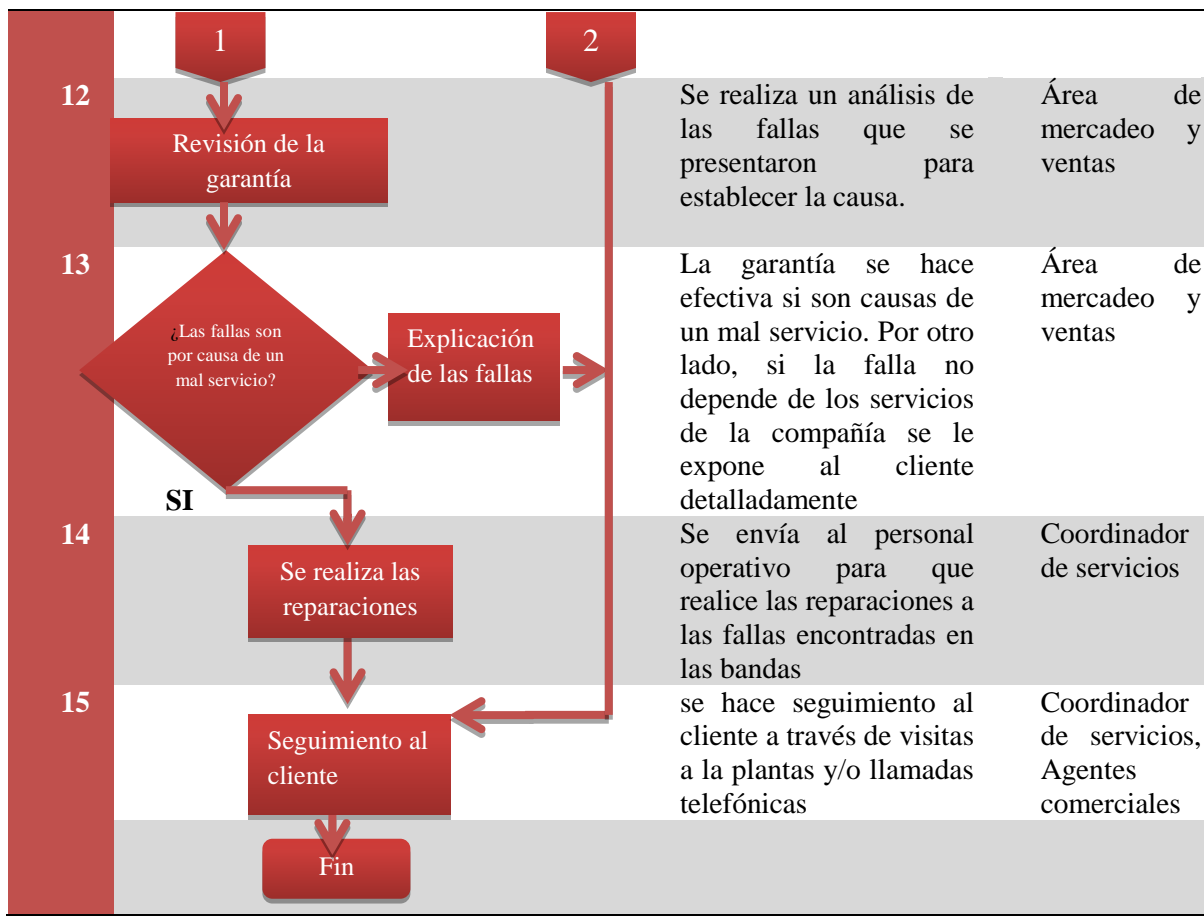 1
2
12
Revisión de la
garantía
Se realiza un análisis de
las fallas que se
presentaron para
establecer la causa.
Área de
mercadeo y
ventas
13
¿Las fallas son
por causa de un
mal servicio?
Explicación
de las fallas
SI
La garantía se hace
efectiva si son causas de
un mal servicio. Por otro
lado, si la falla no
depende de los servicios
de la compañía se le
expone al cliente
detalladamente
Área de
mercadeo y
ventas
14
Se realiza las
reparaciones
Se envía al personal
operativo para que
realice las reparaciones a
las fallas encontradas en
las bandas
Coordinador
de servicios
15
Seguimiento al
cliente
se hace seguimiento al
cliente a través de visitas
a la plantas y/o llamadas
telefónicas
Coordinador
de servicios,
Agentes
comerciales
Fin